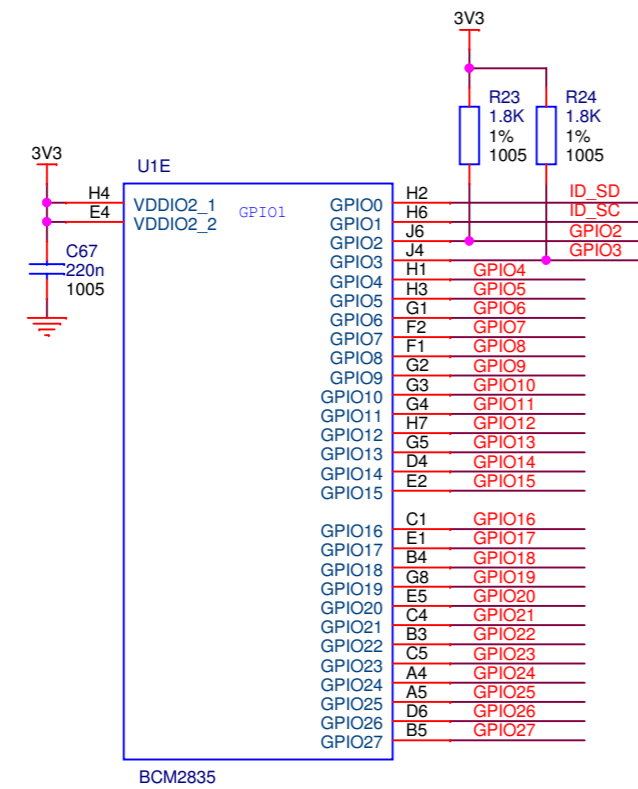 3V3
R23
1.8K
1%
1005
R24
1.8K
1%
1005
3V3
U1E
H4 VDDIO2_1 GPIO1 GPIO0 H2 ID_SD
E4 VDDIO2_2 GPIO1 H6 ID_SC
GPIO2 J6 GPIO2
GPIO3 J4 GPIO3
C67
220n
1005
GPIO4 H1 GPIO4
GPIO5 H3 GPIO5
GPIO6 G1 GPIO6
GPIO7 F2 GPIO7
GPIO8 F1 GPIO8
GPIO9 G2 GPIO9
GPIO10 G3 GPIO10
GPIO11 G4 GPIO11
GPIO12 H7 GPIO12
GPIO13 G5 GPIO13
GPIO14 D4 GPIO14
GPIO15 E2 GPIO15
GPIO16 C1 GPIO16
GPIO17 E1 GPIO17
GPIO18 B4 GPIO18
GPIO19 G8 GPIO19
GPIO20 E5 GPIO20
GPIO21 C4 GPIO21
GPIO22 B3 GPIO22
GPIO23 C5 GPIO23
GPIO24 A4 GPIO24
GPIO25 A5 GPIO25
GPIO26 D6 GPIO26
GPIO27 B5 GPIO27
BCM2835